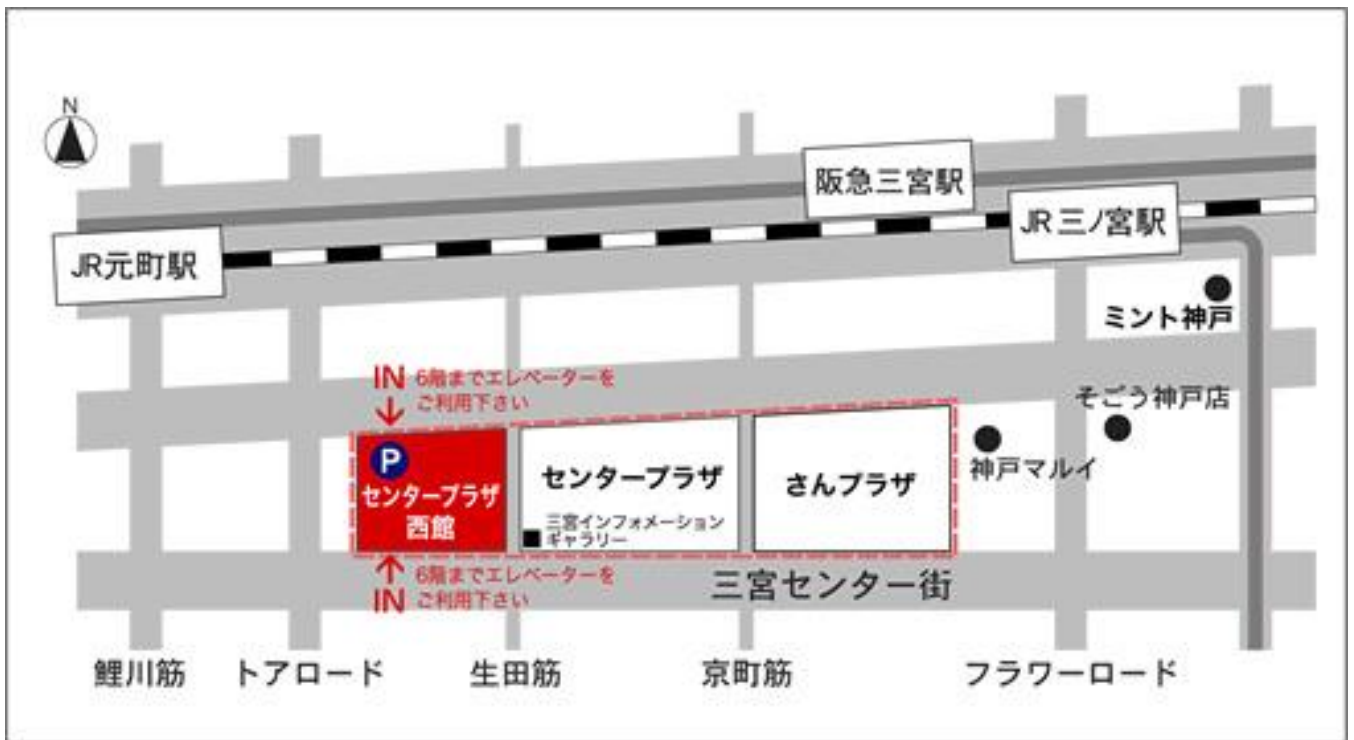 N
阪急三宮駅
JR三ノ宮駅
JR元町駅
ミント神戸
IN 6階までエレベーターを
ご利用下さい
そごう神戸店
神戸マルイ
P
センタープラザ
西館
センタープラザ
三宮インフォメーション
ギャラリー
さんプラザ
6階までエレベーターを
IN ご利用下さい
三宮センター街
鯉川筋
トアロード
生田筋
京町筋
フラワーロード